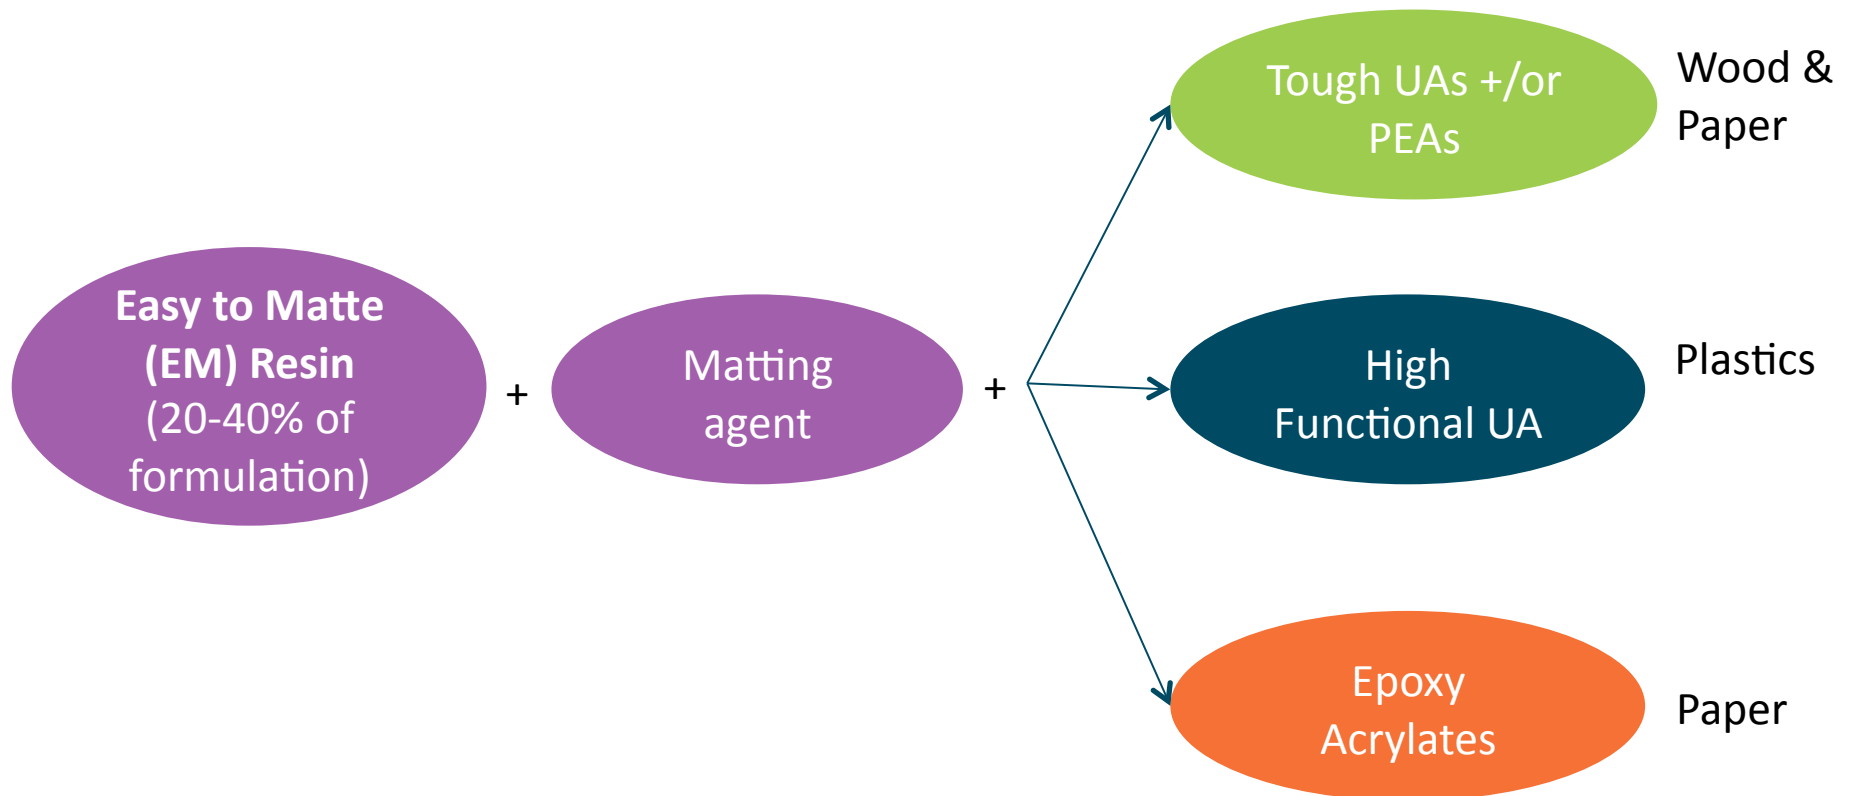 Easy to Matte
(EM) Resin
(20-40% of
formulation)
+
Matting
agent
+
Tough UAs +/or
PEAs
Wood &
Paper
High
Functional UA
Plastics
Epoxy
Acrylates
Paper